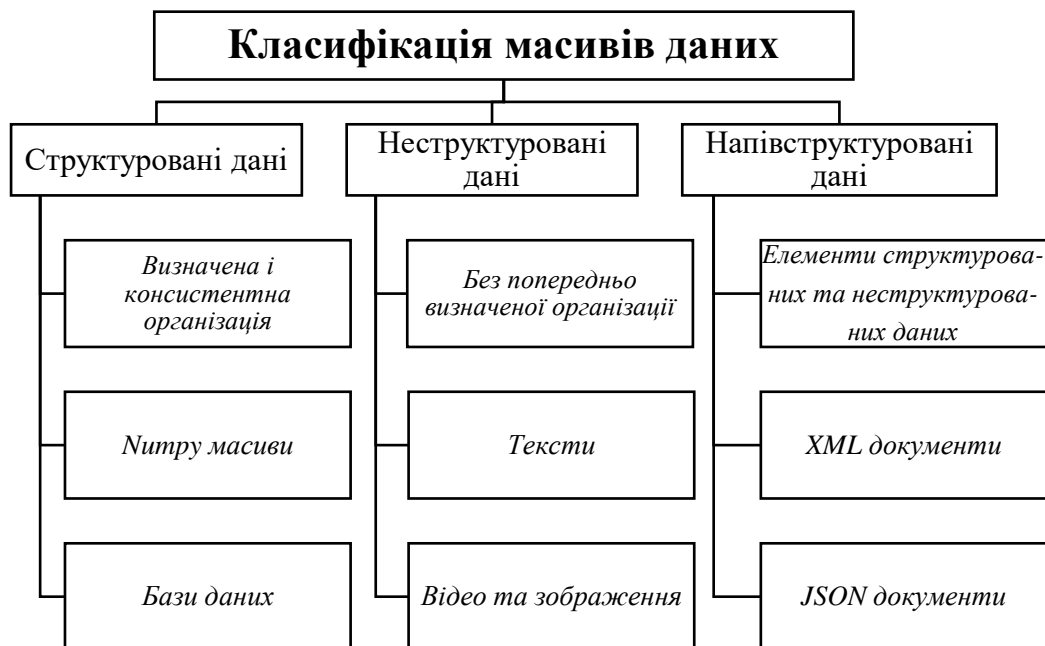 Класифікація масивів даних
Структуровані дані
Неструктуровані
дані
Напівструктуровані
дані
Визначена і
консистентна
організація
Без попередньо
визначеної організації
Елементи структурова-
них та неструктурова-
них даних
Numpy масиви
Тексти
XML документи
Бази даних
Відео та зображення
JSON документи